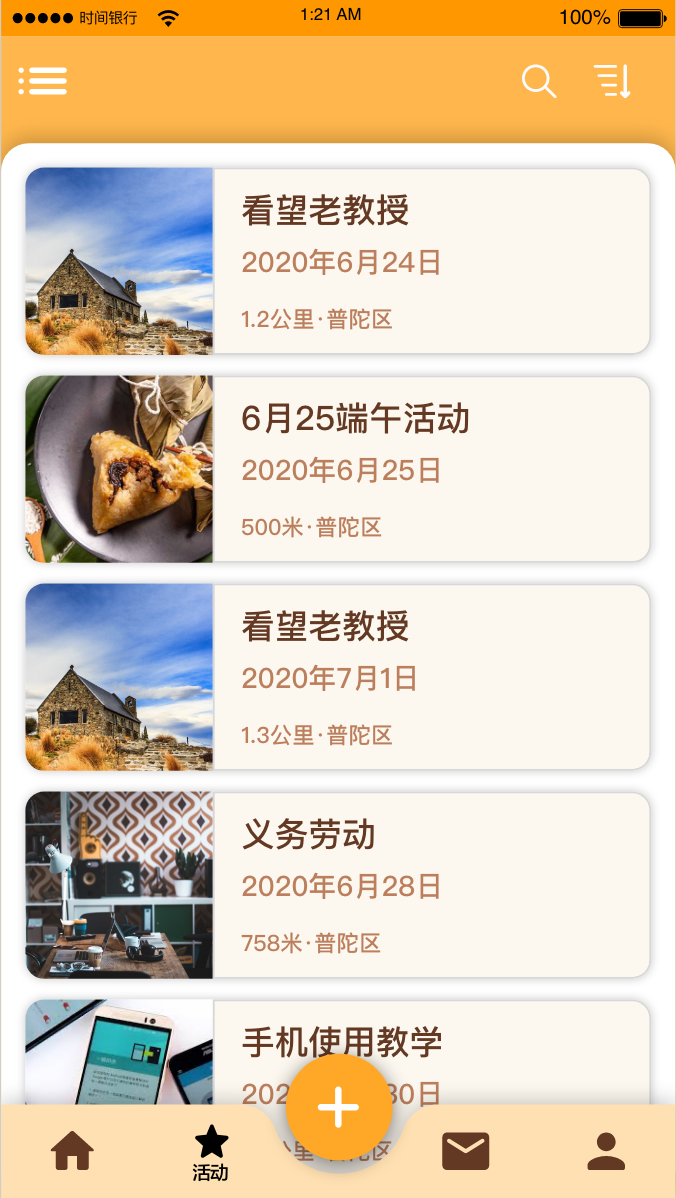 时间银行
1:21 AM
100%
看望老教授
2020年6月24日
1.2公里·普陀区
6月25端午活动
2020年6月25日
500米·普陀区
看望老教授
2020年7月1日
1.3公里·普陀区
义务劳动
2020年6月28日
758米·普陀区
手机使用教学
30日
活动